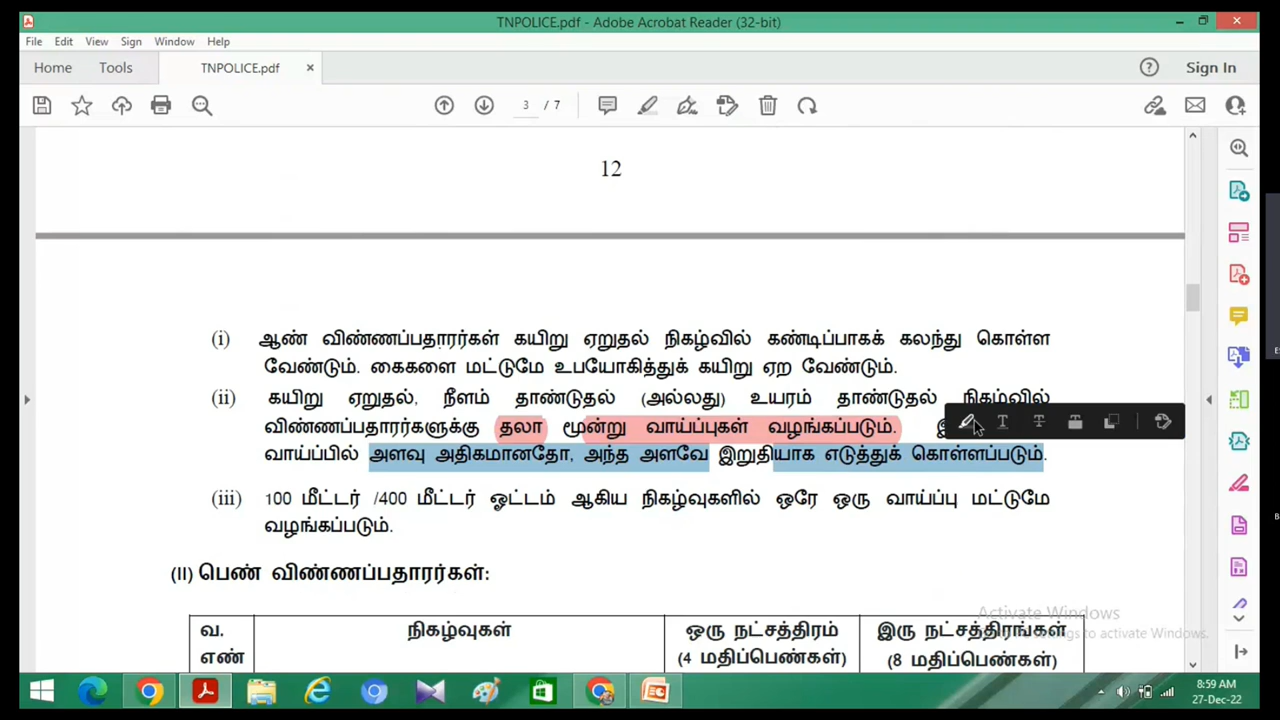 TNPOLICE.pdf - Adobe Acrobat Reader (32-bit)
File Edit View Sign Window Help
Home Tools TNPOLICE.pdf × Sign In
3 / 7
12
(i) ஆண் விண்ணப்பதாரர்கள் கயிறு ஏறுதல் நிகழ்வில் கண்டிப்பாகக் கலந்து கொள்ள
வேண்டும். கைகளை மட்டுமே உபயோகித்துக் கயிறு ஏற வேண்டும்.
(ii) கயிறு ஏறுதல், நீளம் தாண்டுதல் (அல்லது) உயரம் தாண்டுதல் நிகழ்வில்
விண்ணப்பதாரர்களுக்கு தலா மூன்று வாய்ப்புகள் வழங்கப்படும்.
வாய்ப்பில் அளவு அதிகமானதோ, அந்த அளவே இறுதியாக எடுத்துக் கொள்ளப்படும்.
(iii) 100 மீட்டர் /400 மீட்டர் ஓட்டம் ஆகிய நிகழ்வுகளில் ஒரே ஒரு வாய்ப்பு மட்டுமே
வழங்கப்படும்.
(II) பெண் விண்ணப்பதாரர்கள்:
வ. நிகழ்வுகள் ஒரு நட்சத்திரம் இரு நட்சத்திரங்கள்
எண் (4 மதிப்பெண்கள்) (8 மதிப்பெண்கள்)
Activate Windows
to activate Windows.
8:59 AM
27-Dec-22